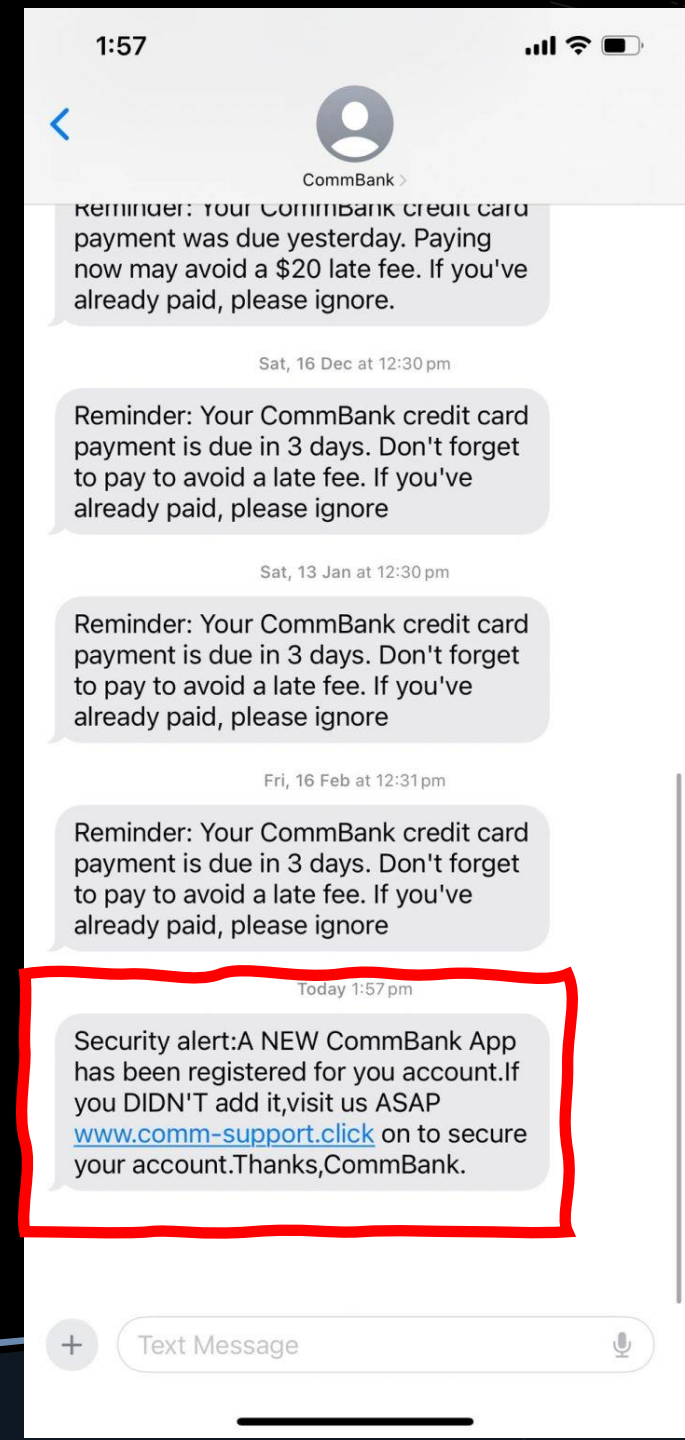 1:57
CommBank
Reminder: Your CommBank credit card
payment was due yesterday. Paying
now may avoid a $20 late fee. If you've
already paid, please ignore.
Sat, 16 Dec at 12:30 pm
Reminder: Your CommBank credit card
payment is due in 3 days. Don't forget
to pay to avoid a late fee. If you've
already paid, please ignore
Sat, 13 Jan at 12:30 pm
Reminder: Your CommBank credit card
payment is due in 3 days. Don't forget
to pay to avoid a late fee. If you've
already paid, please ignore
Fri, 16 Feb at 12:31 pm
Reminder: Your CommBank credit card
payment is due in 3 days. Don't forget
to pay to avoid a late fee. If you've
already paid, please ignore
Today 1:57 pm
Security alert:A NEW CommBank App
has been registered for you account.If
you DIDN'T add it,visit us ASAP
www.comm-support.click on to secure
your account.Thanks,CommBank.
Text Message